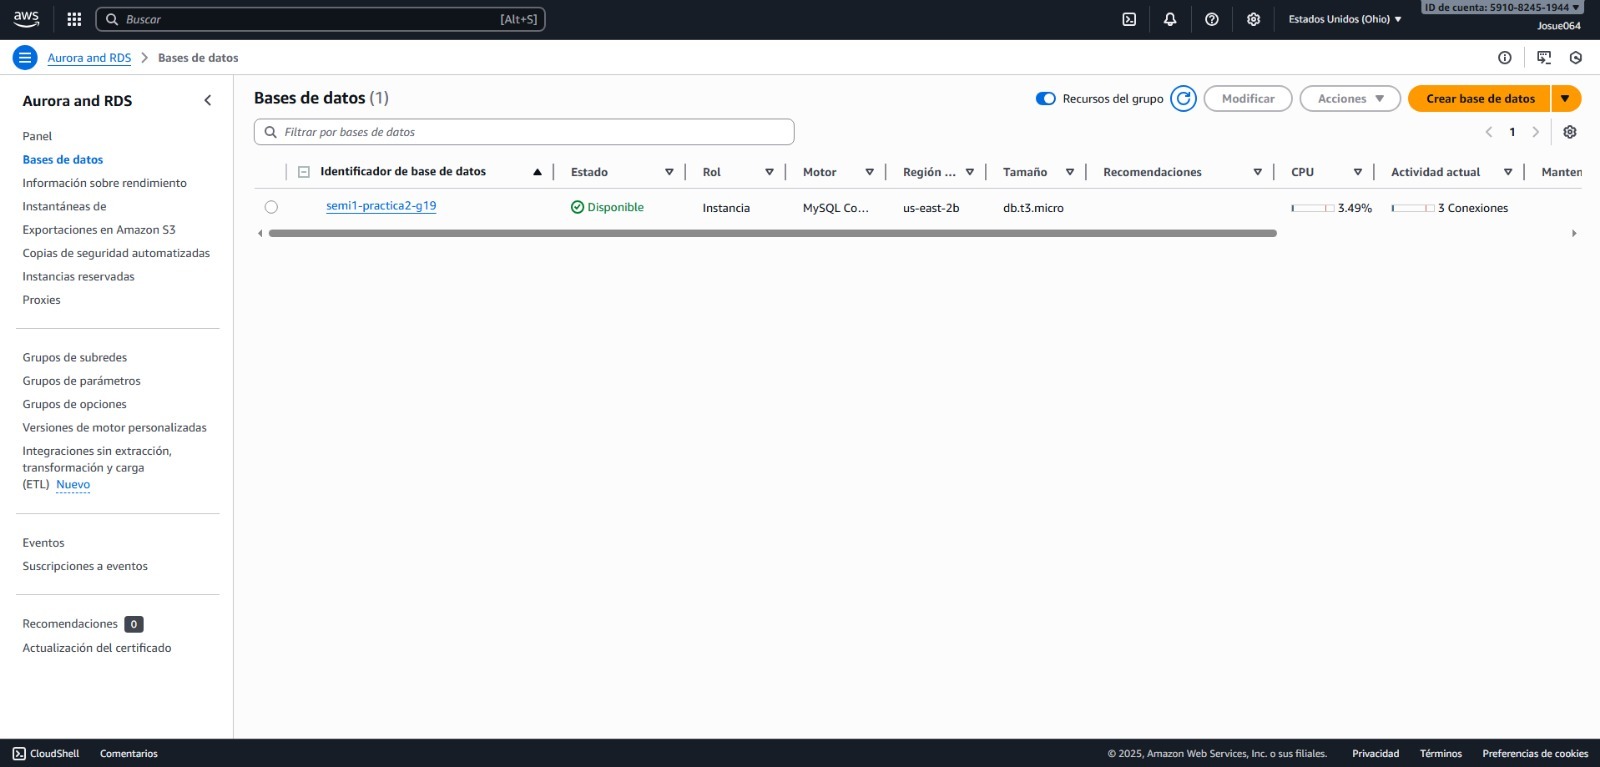 aws
Buscar [Alt+S]
Estados Unidos (Ohio)
ID de cuenta: 5910-8245-1944
Josue064
Aurora and RDS > Bases de datos
Aurora and RDS
Panel
Bases de datos
Información sobre rendimiento
Instantáneas de
Exportaciones en Amazon S3
Copias de seguridad automatizadas
Instancias reservadas
Proxies
Grupos de subredes
Grupos de parámetros
Grupos de opciones
Versiones de motor personalizadas
Integraciones sin extracción,
transformación y carga
(ETL) Nuevo
Eventos
Suscripciones a eventos
Recomendaciones 0
Actualización del certificado
Bases de datos (1)
Recursos del grupo
Modificar
Acciones
Crear base de datos
Filtrar por bases de datos
1
Identificador de base de datos Estado Rol Motor Región ... Tamaño Recomendaciones CPU Actividad actual Manten
semi1-practica2-g19 Disponible Instancia MySQL Co... us-east-2b db.t3.micro 3.49% 3 Conexiones
CloudShell Comentarios © 2025, Amazon Web Services, Inc. o sus filiales. Privacidad Términos Preferencias de cookies